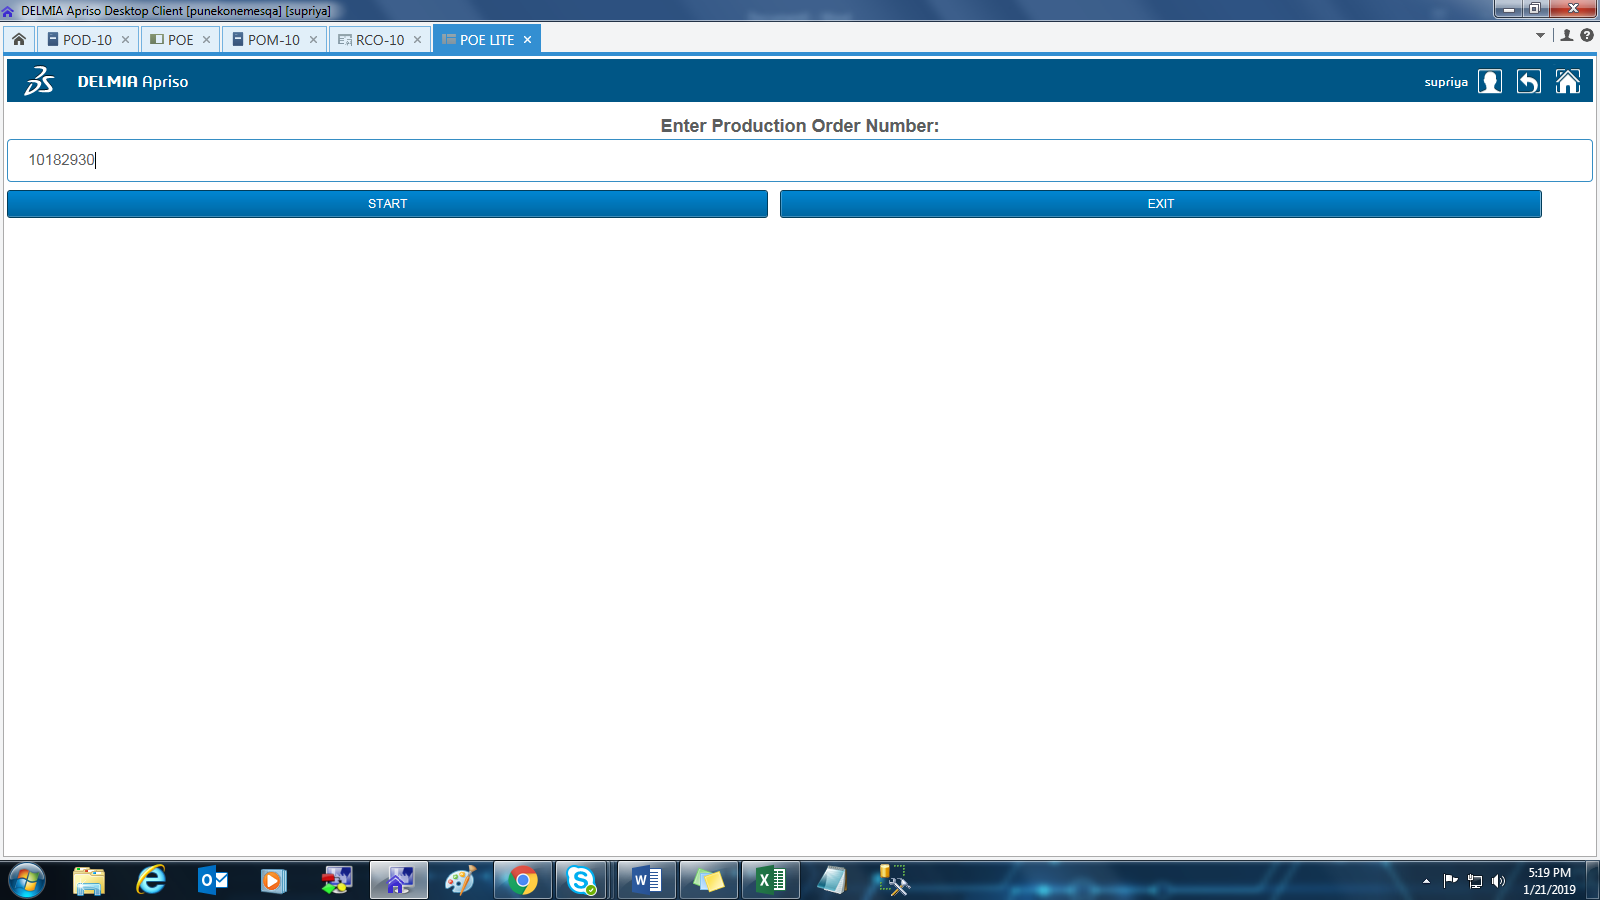 DELMIA Apriso Desktop Client [punekonemesqa] [supriya]
POD-10 POE POM-10 RCO-10 POE LITE
DELMIA Apriso supriya
Enter Production Order Number:
10182930
START EXIT
5:19 PM
1/21/2019